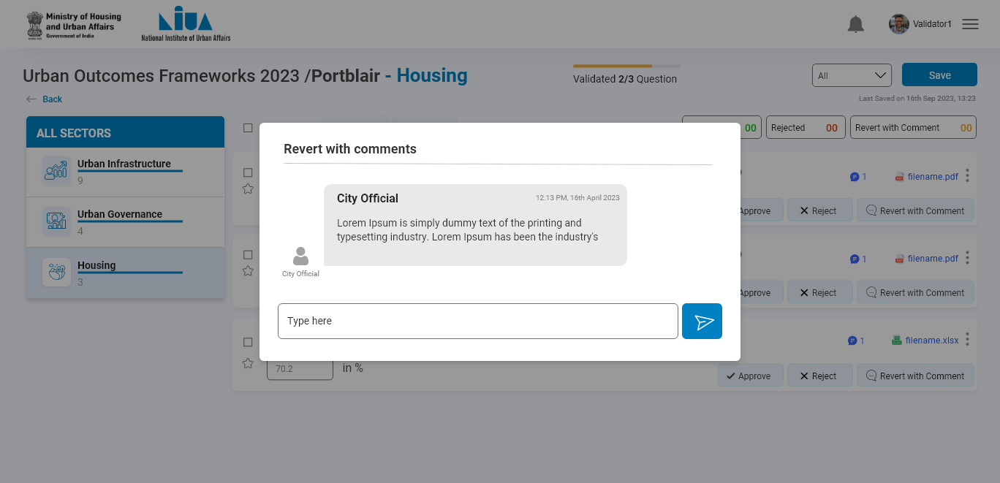 Ministry of Housing
and Urban Affairs
Government of India
NIUA
National Institute of Urban Affairs
Validator1
Urban Outcomes Frameworks 2023 /Portblair - Housing
Validated 2/3 Question
All
Save
Back
Last Saved on 16th Sep 2023, 13:23
ALL SECTORS
00
Rejected 00
Revert with Comment 00
Urban Infrastructure
9
Urban Governance
4
Housing
3
Revert with comments
City Official
12.13 PM, 16th April 2023
Lorem Ipsum is simply dummy text of the printing and
typesetting industry. Lorem Ipsum has been the industry's
City Official
Type here
1 filename.pdf
Approve Reject Revert with Comment
1 filename.pdf
Approve Reject Revert with Comment
1 filename.xlsx
70.2 in %
Approve Reject Revert with Comment